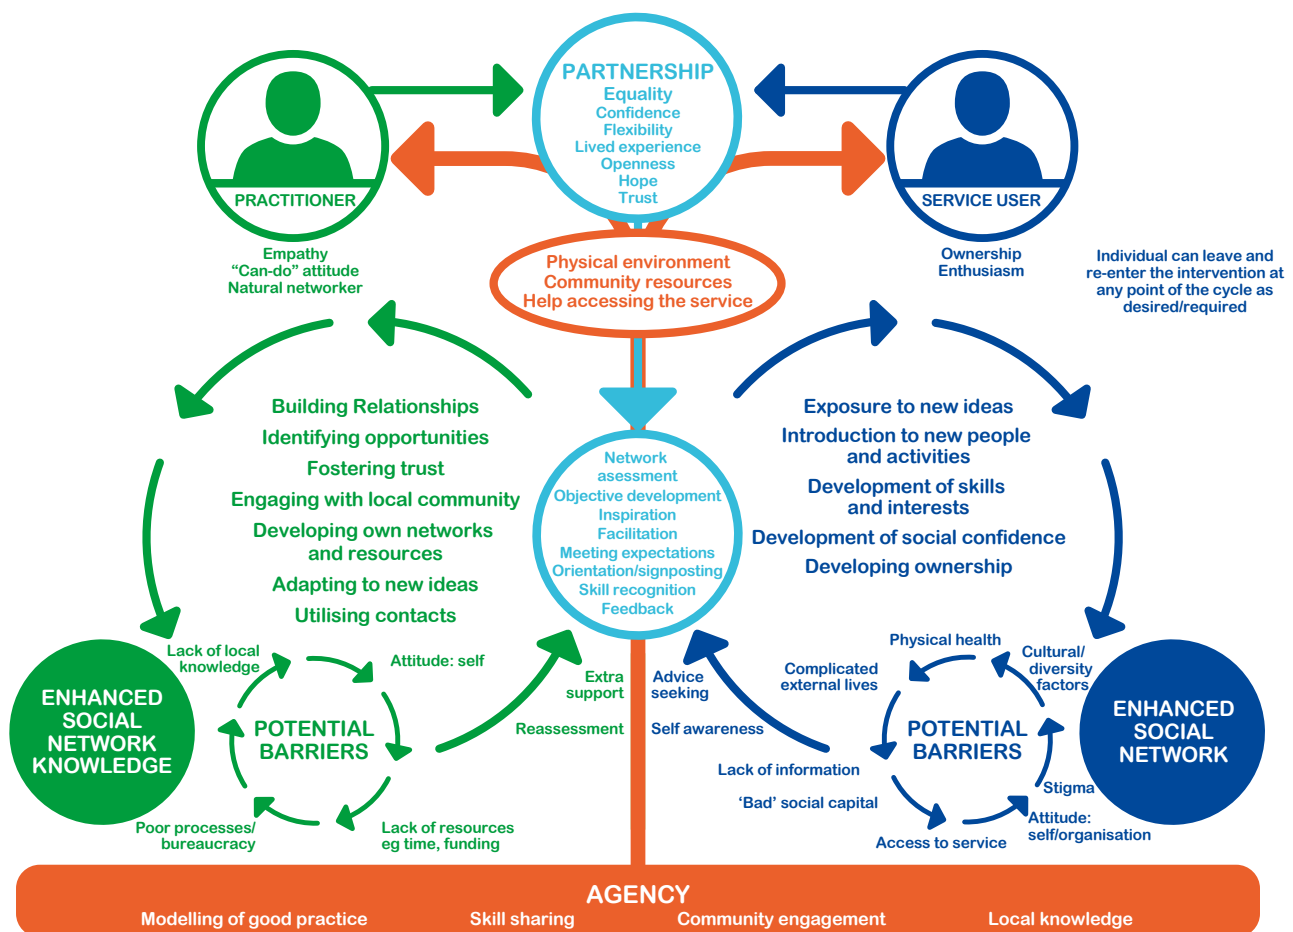 PARTNERSHIP
Equality
Confidence
Flexibility
Lived experience
Openness
Hope
Trust
PRACTITIONER
Empathy
“Can-do” attitude
Natural networker
SERVICE USER
Ownership
Enthusiasm
Individual can leave and
re-enter the intervention at
any point of the cycle as
desired/required
Physical environment
Community resources
Help accessing the service
Building Relationships
Identifying opportunities
Fostering trust
Engaging with local community
Developing own networks
and resources
Adapting to new ideas
Utilising contacts
Network
asessment
Objective development
Inspiration
Facilitation
Meeting expectations
Orientation/signposting
Skill recognition
Feedback
Exposure to new ideas
Introduction to new people
and activities
Development of skills
and interests
Development of social confidence
Developing ownership
ENHANCED
SOCIAL
NETWORK
KNOWLEDGE
Lack of local
knowledge
Attitude: self
POTENTIAL
BARRIERS
Poor processes/
bureaucracy
Lack of resources
eg time, funding
Extra
support
Reassessment
Advice
seeking
Self awareness
Physical health
Complicated
external lives
Cultural/
diversity
factors
POTENTIAL
BARRIERS
Lack of information
‘Bad’ social capital
Access to service
Stigma
Attitude:
self/organisation
ENHANCED
SOCIAL
NETWORK
AGENCY
Modelling of good practice
Skill sharing
Community engagement
Local knowledge